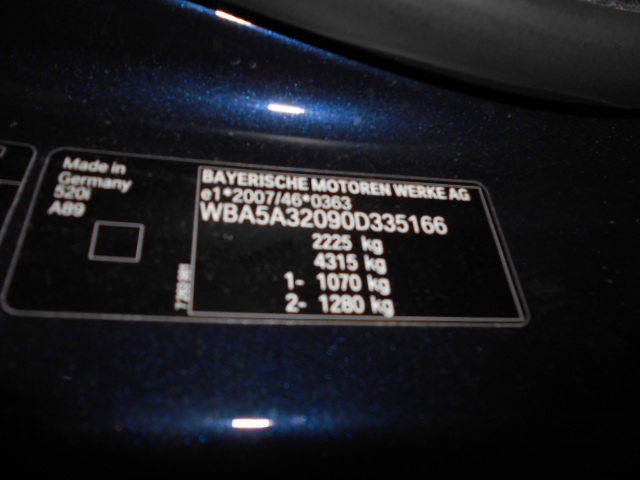 Made in
Germany
520i
A89
BAYERISCHE MOTOREN WERKE AG
e1*2007/46*0363
WBA5A32090D335166
2225 kg
4315 kg
1- 1070 kg
2- 1280 kg